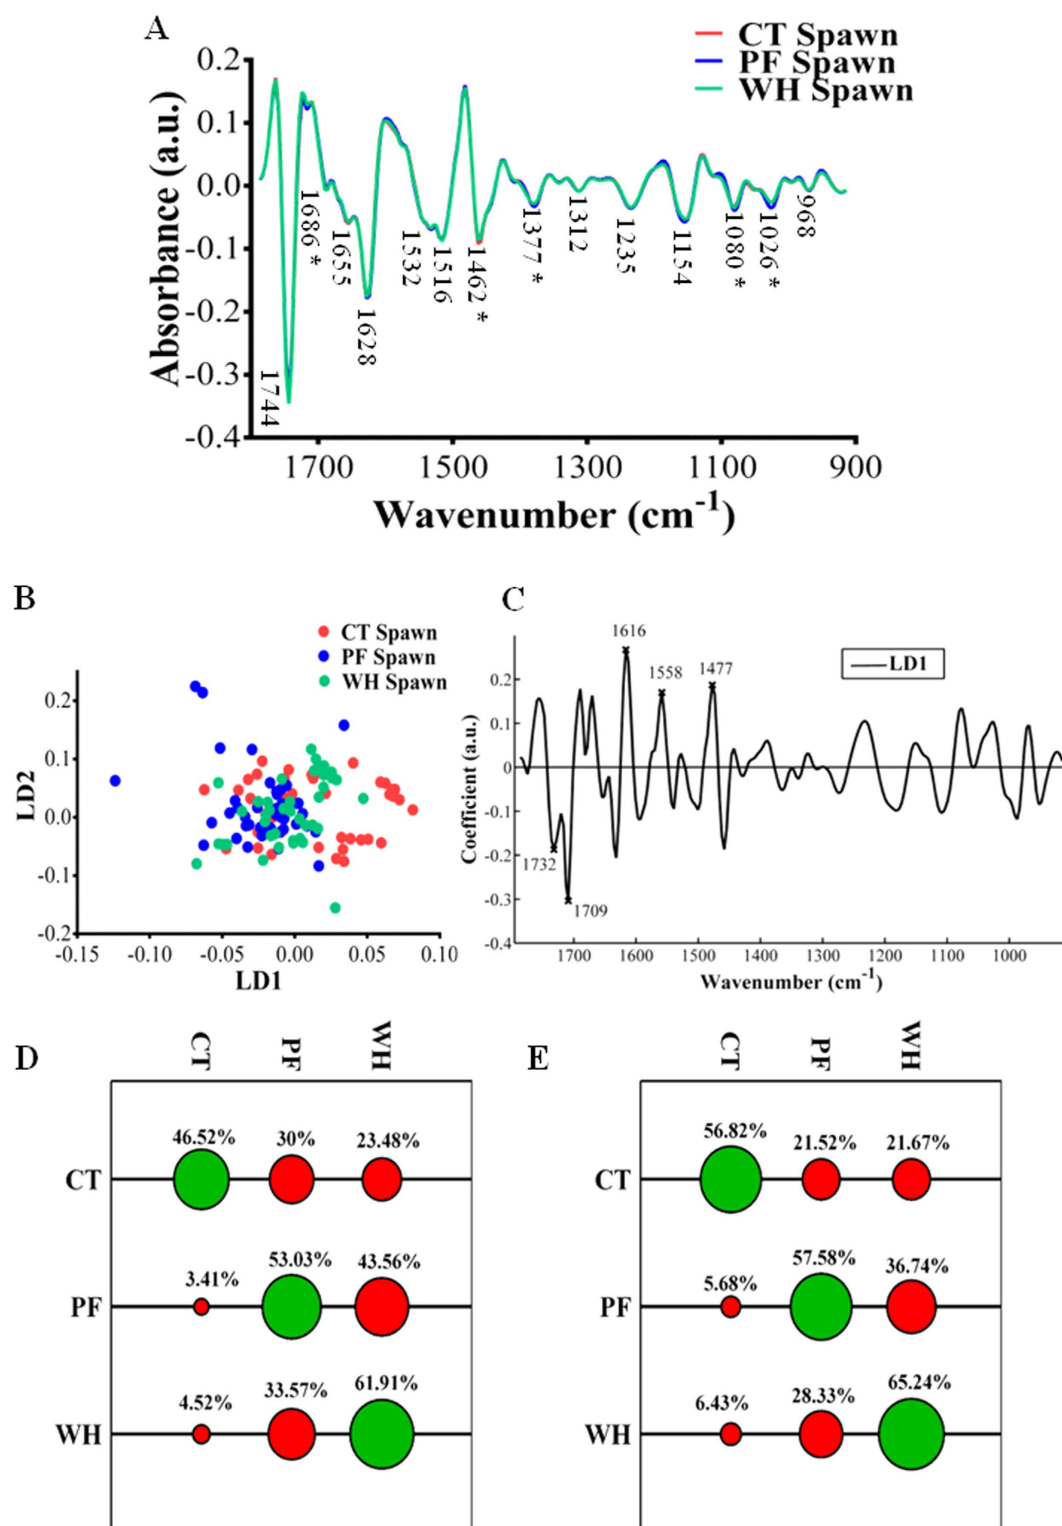 A
CT Spawn
PF Spawn
WH Spawn
0.2
0.1
0.0
-0.1
-0.2
-0.3
-0.4
Absorbance (a.u.)
1744
1686 *
1655
1628
1532
1516
1462 *
1377 *
1312
1235
1154
1080 *
1026 *
968
1700 1500 1300 1100 900
Wavenumber (cm-1)
B
CT Spawn
PF Spawn
WH Spawn
LD2
0.2
0.1
0.0
-0.1
-0.2
-0.15 -0.10 -0.05 0.00 0.05 0.10
LD1
C
LD1
1616
1558
1477
1732
1709
Coefficient (a.u.)
0.2
0.1
0
-0.1
-0.2
-0.3
-0.4
1700 1600 1500 1400 1300 1200 1100 1000
Wavenumber (cm-1)
D
CT PF WH
CT
46.52% 30% 23.48%
PF
3.41% 53.03% 43.56%
WH
4.52% 33.57% 61.91%
E
CT PF WH
CT
56.82% 21.52% 21.67%
PF
5.68% 57.58% 36.74%
WH
6.43% 28.33% 65.24%